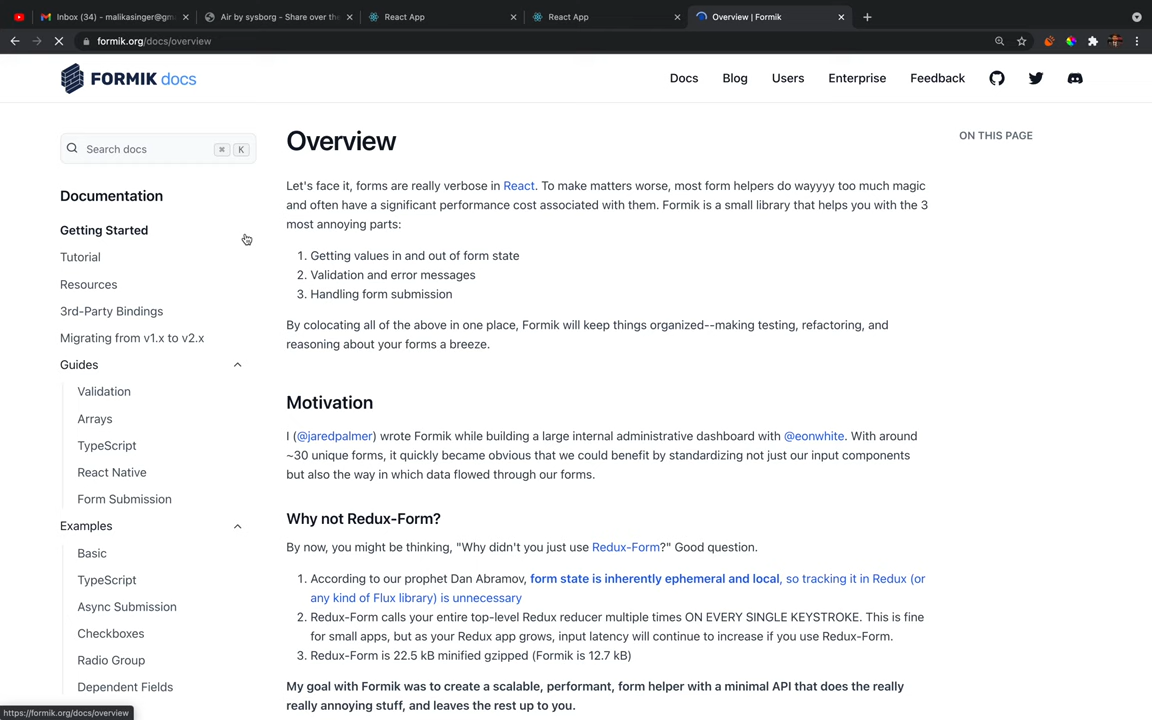 Inbox (34) - malikasinger@gm
Air by sysborg - Share over the
React App
React App
Overview | Formik
formik.org/docs/overview
FORMIK docs
Docs
Blog
Users
Enterprise
Feedback
Search docs
⌘ K
Documentation
Getting Started
Tutorial
Resources
3rd-Party Bindings
Migrating from v1.x to v2.x
Guides
Validation
Arrays
TypeScript
React Native
Form Submission
Examples
Basic
TypeScript
Async Submission
Checkboxes
Radio Group
Dependent Fields
Overview
Let's face it, forms are really verbose in React. To make matters worse, most form helpers do wayyyy too much magic
and often have a significant performance cost associated with them. Formik is a small library that helps you with the 3
most annoying parts:
1. Getting values in and out of form state
2. Validation and error messages
3. Handling form submission
By colocating all of the above in one place, Formik will keep things organized--making testing, refactoring, and
reasoning about your forms a breeze.
Motivation
I (@jaredpalmer) wrote Formik while building a large internal administrative dashboard with @eonwhite. With around
~30 unique forms, it quickly became obvious that we could benefit by standardizing not just our input components
but also the way in which data flowed through our forms.
Why not Redux-Form?
By now, you might be thinking, "Why didn't you just use Redux-Form?" Good question.
1. According to our prophet Dan Abramov, form state is inherently ephemeral and local, so tracking it in Redux (or
any kind of Flux library) is unnecessary
2. Redux-Form calls your entire top-level Redux reducer multiple times ON EVERY SINGLE KEYSTROKE. This is fine
for small apps, but as your Redux app grows, input latency will continue to increase if you use Redux-Form.
3. Redux-Form is 22.5 kB minified gzipped (Formik is 12.7 kB)
My goal with Formik was to create a scalable, performant, form helper with a minimal API that does the really
really annoying stuff, and leaves the rest up to you.
ON THIS PAGE
https://formik.org/docs/overview